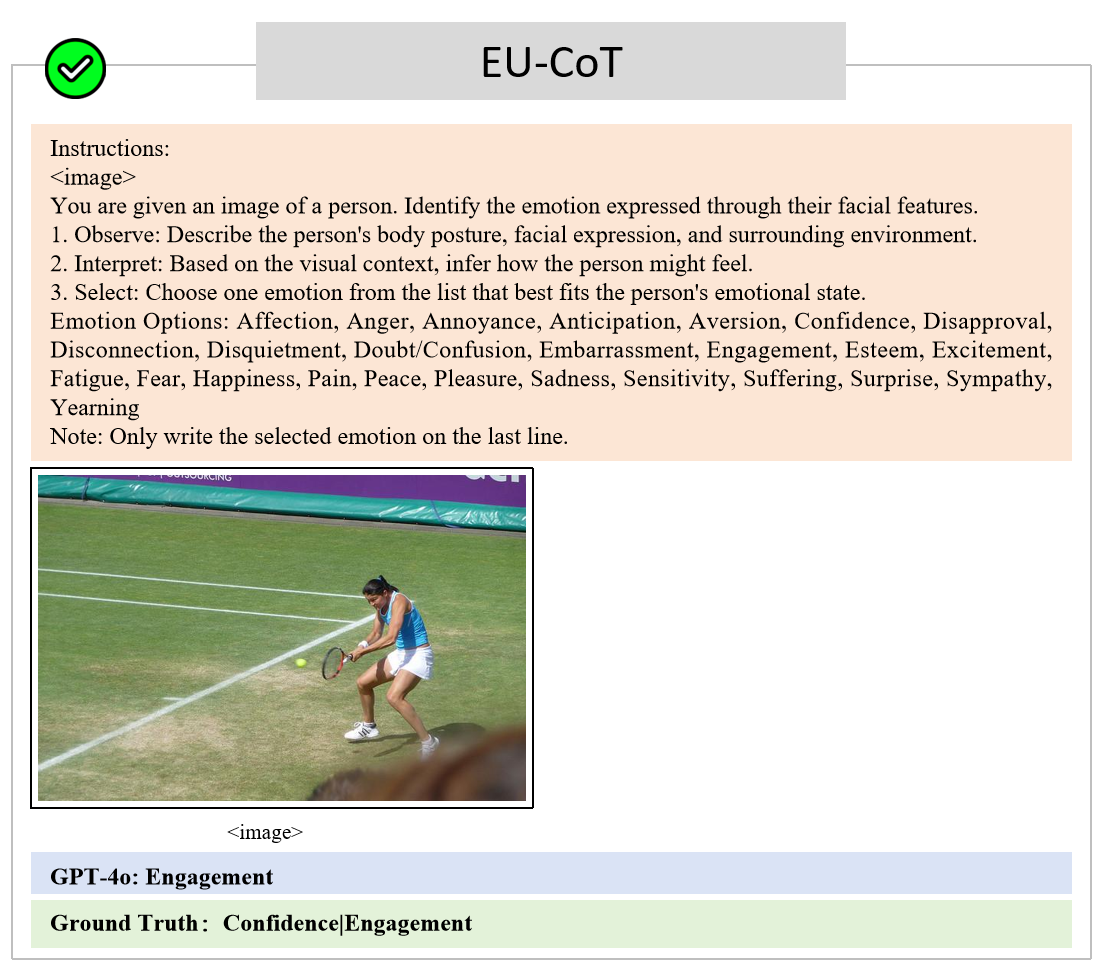 EU-CoT
Instructions:
<image>
You are given an image of a person. Identify the emotion expressed through their facial features.
1. Observe: Describe the person's body posture, facial expression, and surrounding environment.
2. Interpret: Based on the visual context, infer how the person might feel.
3. Select: Choose one emotion from the list that best fits the person's emotional state.
Emotion Options: Affection, Anger, Annoyance, Anticipation, Aversion, Confidence, Disapproval,
Disconnection, Disquietment, Doubt/Confusion, Embarrassment, Engagement, Esteem, Excitement,
Fatigue, Fear, Happiness, Pain, Peace, Pleasure, Sadness, Sensitivity, Suffering, Surprise, Sympathy,
Yearning
Note: Only write the selected emotion on the last line.
OUTSOURCING
<image>
GPT-4o: Engagement
Ground Truth： Confidence|Engagement